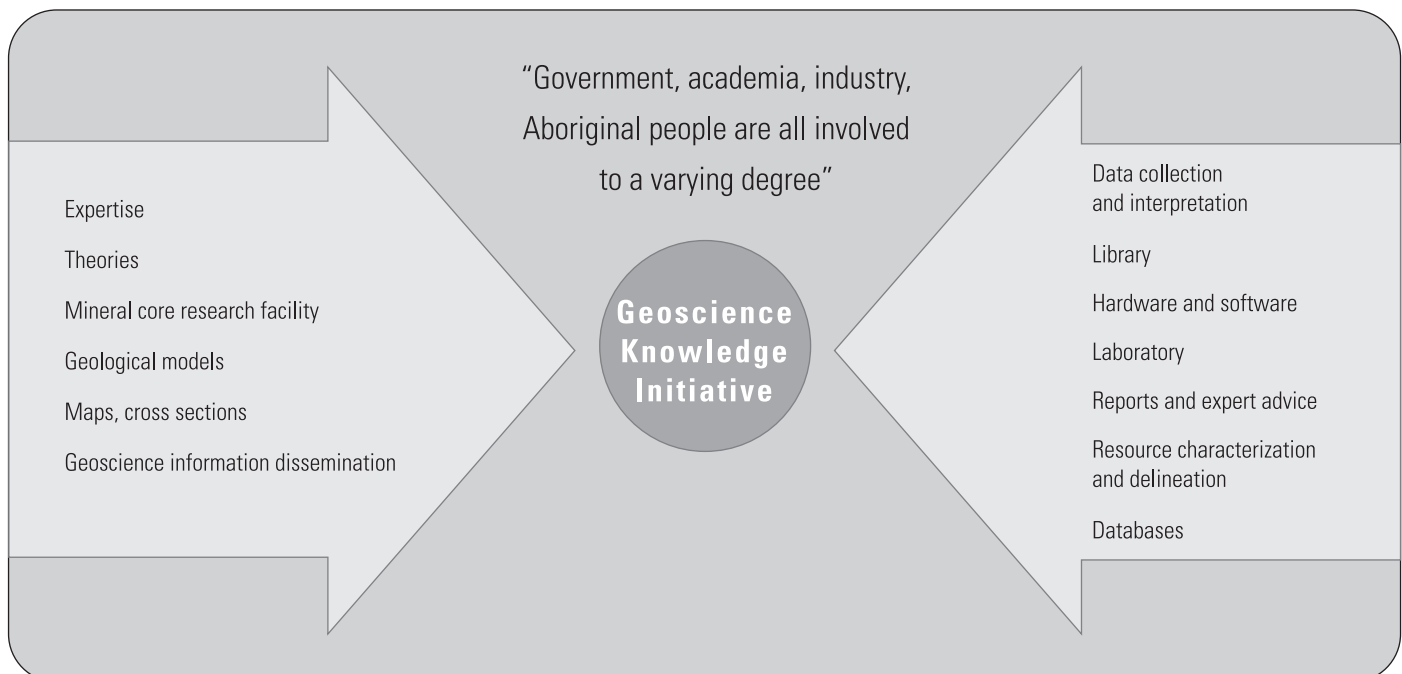 “Government, academia, industry,
Aboriginal people are all involved
to a varying degree”
Expertise
Theories
Mineral core research facility
Geological models
Maps, cross sections
Geoscience information dissemination
Geoscience
Knowledge
Initiative
Data collection
and interpretation
Library
Hardware and software
Laboratory
Reports and expert advice
Resource characterization
and delineation
Databases